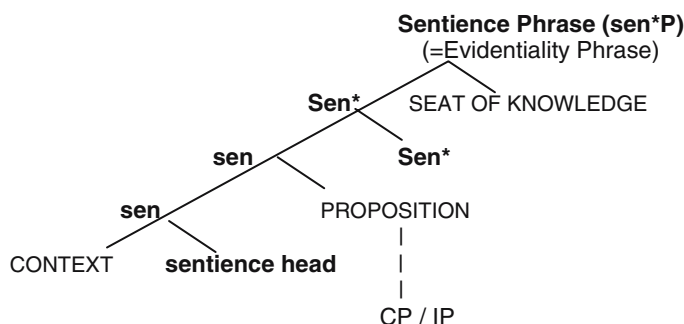 Sentience Phrase (sen*P)
(=Evidentiality Phrase)
Sen* SEAT OF KNOWLEDGE
sen Sen*
sen PROPOSITION
CONTEXT sentience head
CP / IP